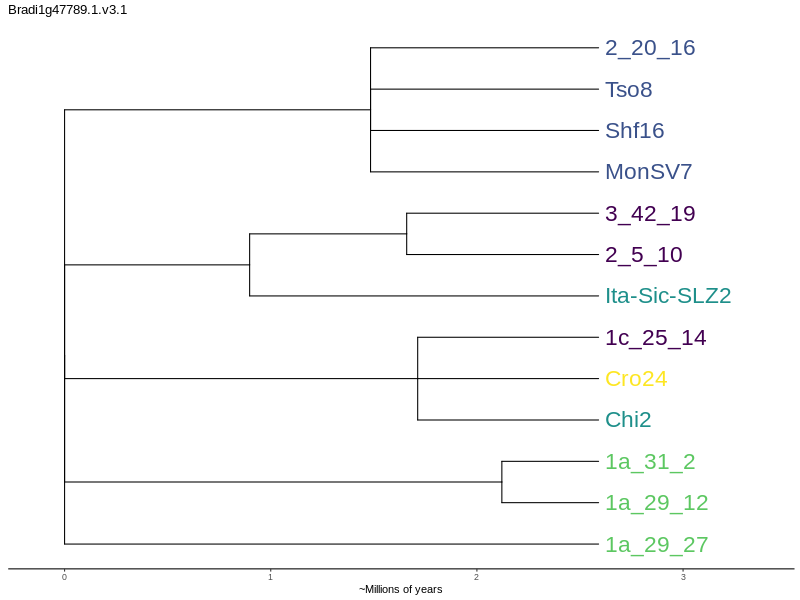 Bradi1g47789.1.v3.1
2_20_16
Tso8
Shf16
MonSV7
3_42_19
2_5_10
Ita-Sic-SLZ2
1c_25_14
Cro24
Chi2
1a_31_2
1a_29_12
1a_29_27
0 1 2 3
~Millions of years